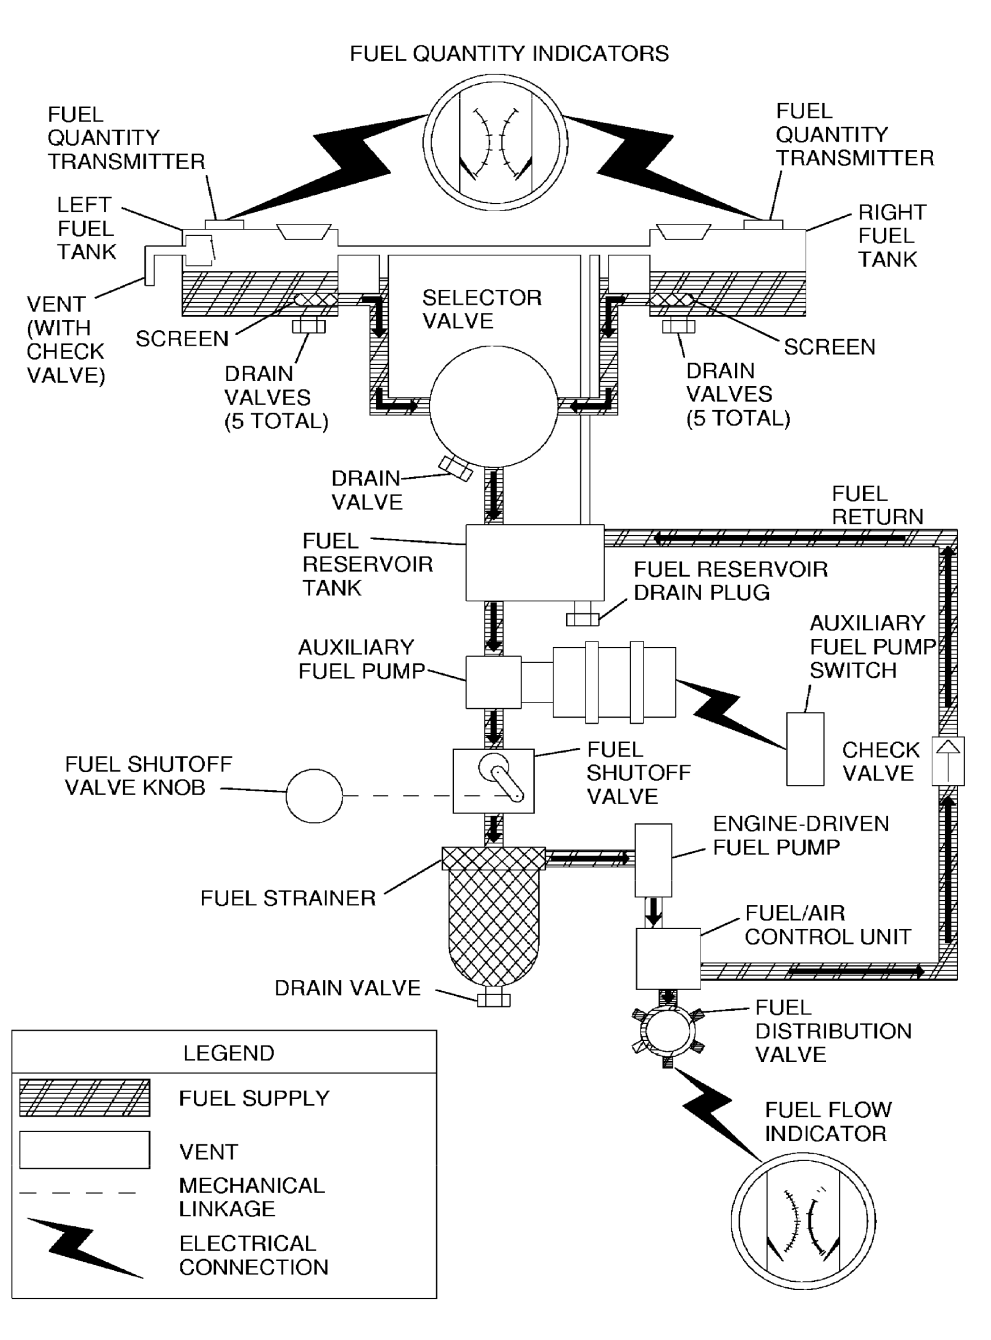 FUEL QUANTITY INDICATORS
FUEL
QUANTITY
TRANSMITTER
FUEL
QUANTITY
TRANSMITTER
LEFT
FUEL
TANK
RIGHT
FUEL
TANK
VENT
(WITH
CHECK
VALVE)
SCREEN
DRAIN
VALVES
(5 TOTAL)
SELECTOR
VALVE
SCREEN
DRAIN
VALVES
(5 TOTAL)
DRAIN
VALVE
FUEL
RETURN
FUEL
RESERVOIR
TANK
FUEL RESERVOIR
DRAIN PLUG
AUXILIARY
FUEL PUMP
AUXILIARY
FUEL PUMP
SWITCH
FUEL SHUTOFF
VALVE KNOB
FUEL
SHUTOFF
VALVE
CHECK
VALVE
ENGINE-DRIVEN
FUEL PUMP
FUEL STRAINER
FUEL/AIR
CONTROL UNIT
DRAIN VALVE
FUEL
DISTRIBUTION
VALVE
FUEL FLOW
INDICATOR
LEGEND
FUEL SUPPLY
VENT
MECHANICAL
LINKAGE
ELECTRICAL
CONNECTION